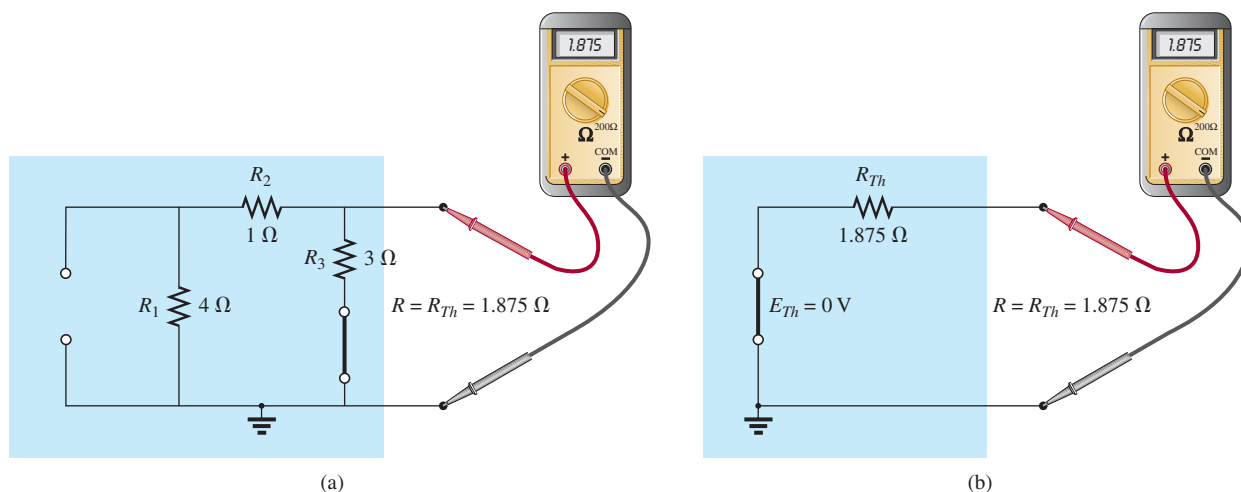 1.875
200Ω
Ω
COM
+
–
R2
1 Ω
R3
3 Ω
R1
4 Ω
R = RTh = 1.875 Ω
(a)
1.875
200Ω
Ω
COM
+
–
RTh
1.875 Ω
ETh = 0 V
R = RTh = 1.875 Ω
(b)